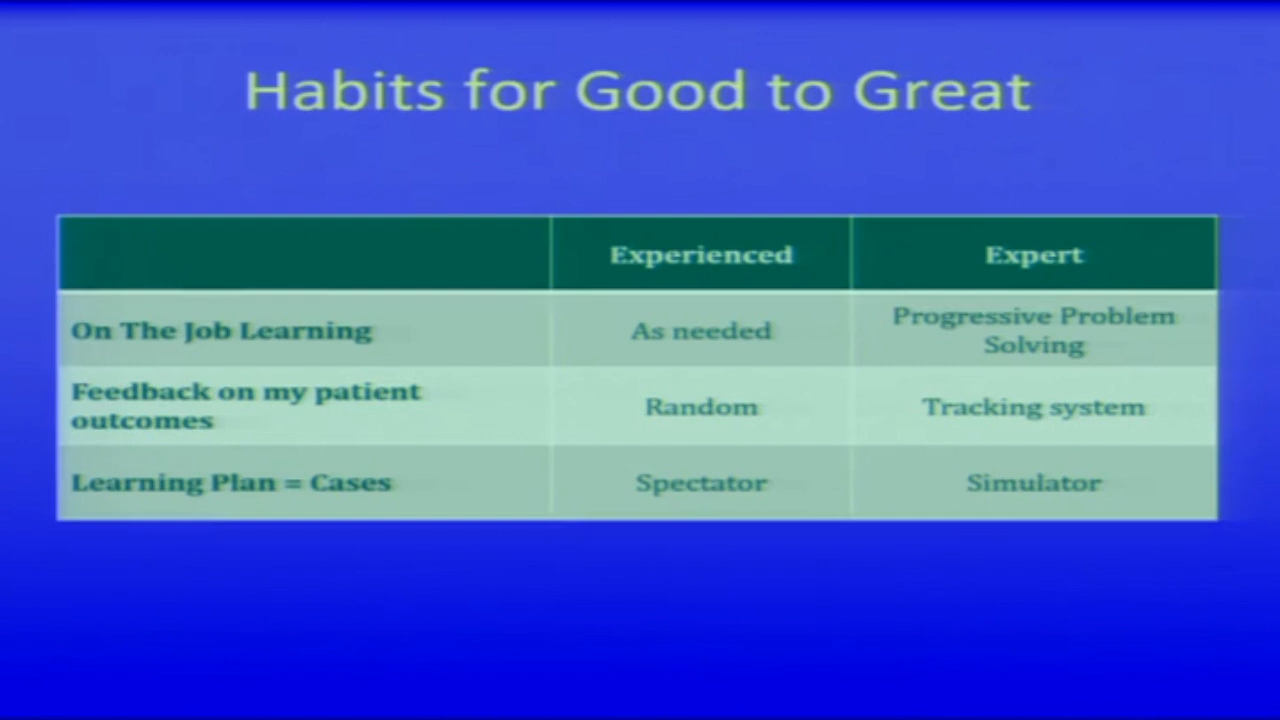 Habits for Good to Great
Experienced
Expert
On The Job Learning
As needed
Progressive Problem
Solving
Feedback on my patient
outcomes
Random
Tracking system
Learning Plan = Cases
Spectator
Simulator